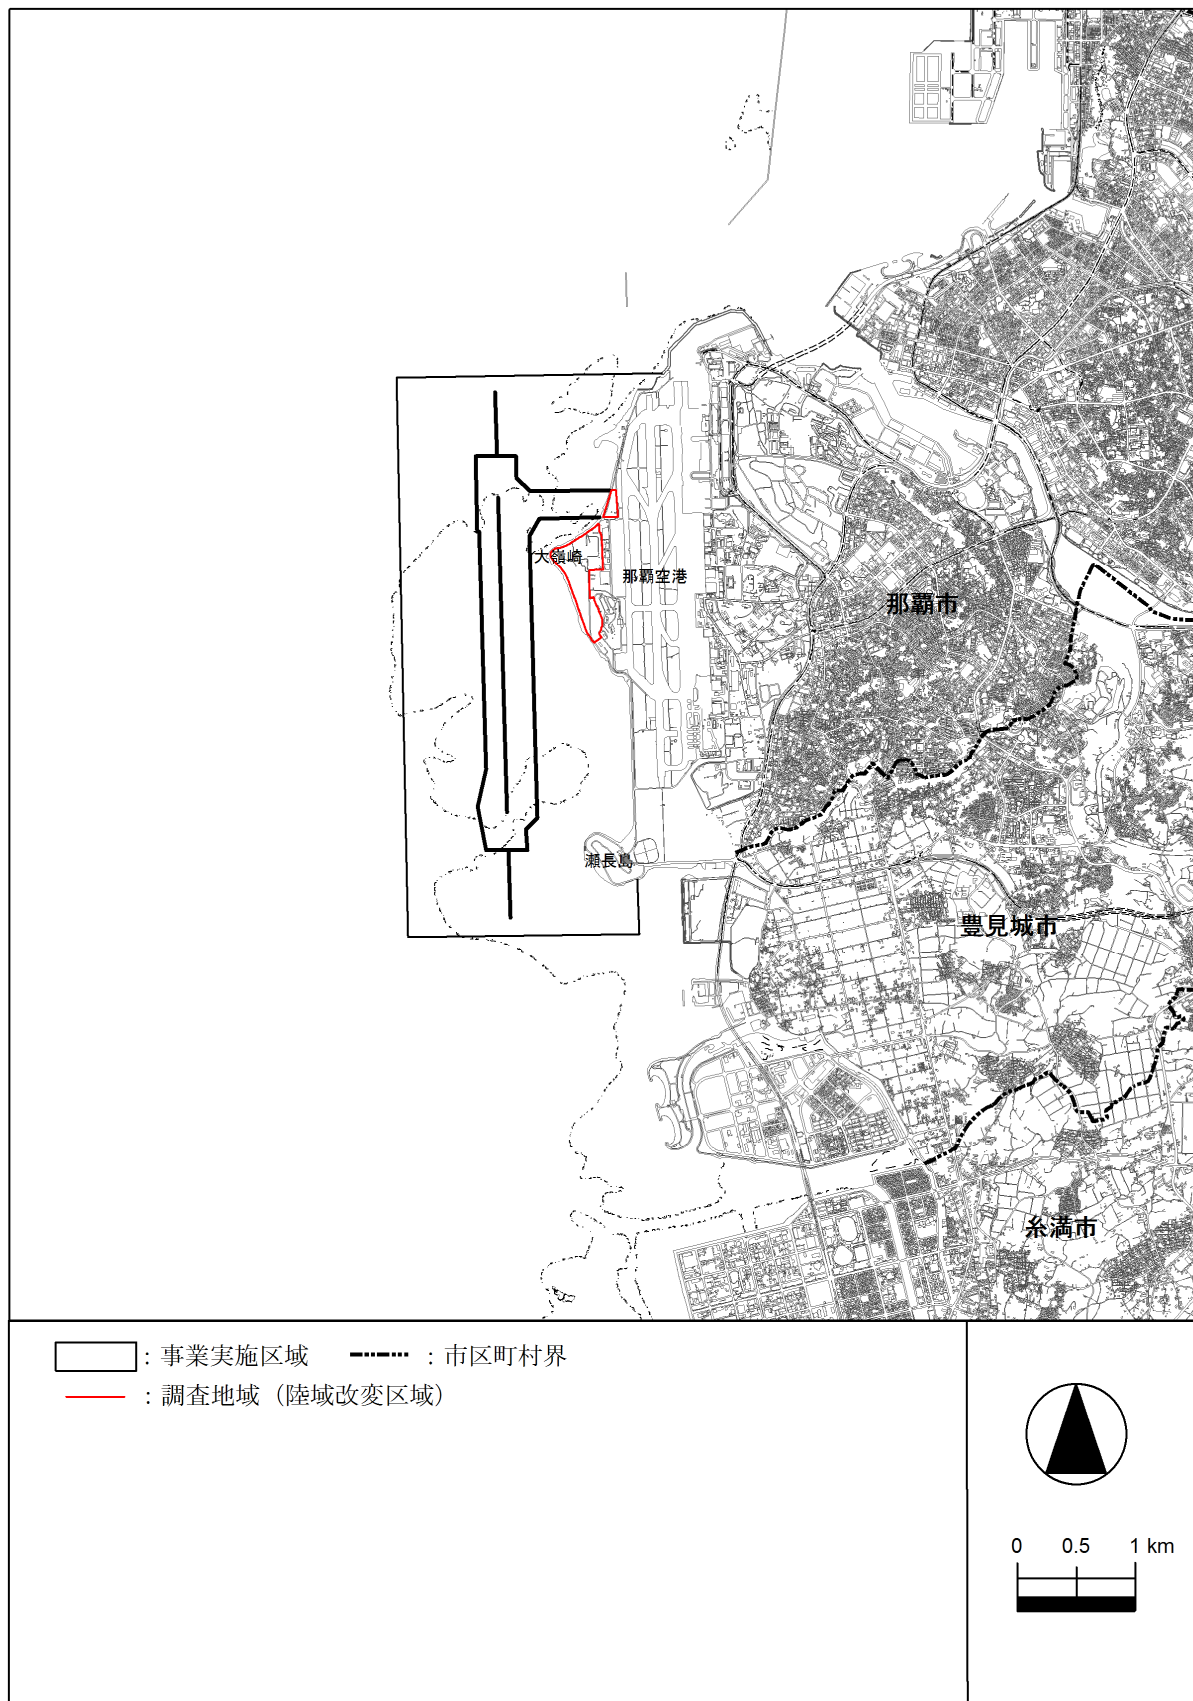 大嶺崎
那覇空港
那覇市
瀬長島
豊見城市
糸満市
：事業実施区域 ：市区町村界
：調査地域（陸域改変区域）
0 0.5 1 km